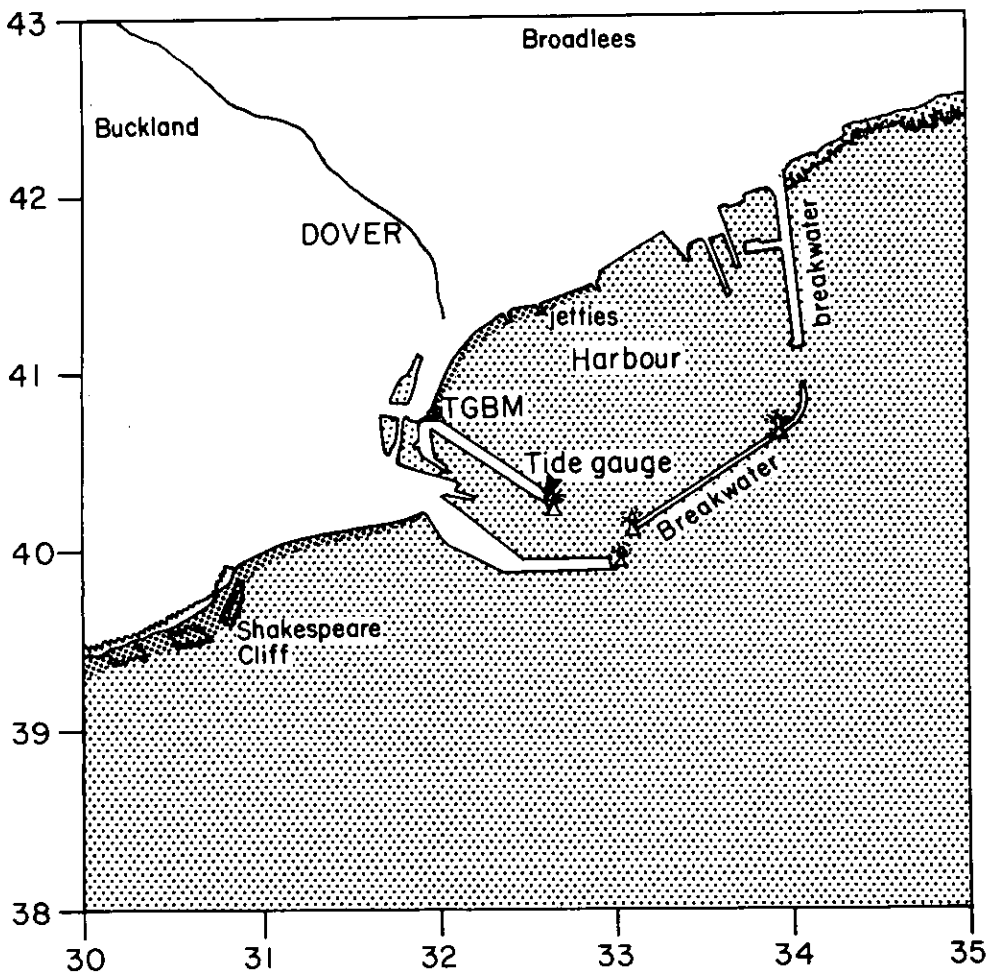 43
Broadlees
Buckland
42
DOVER
breakwater
jetties
Harbour
41
TGBM
Tide gauge
Breakwater
40
Shakespeare.
Cliff
39
38
30
31
32
33
34
35